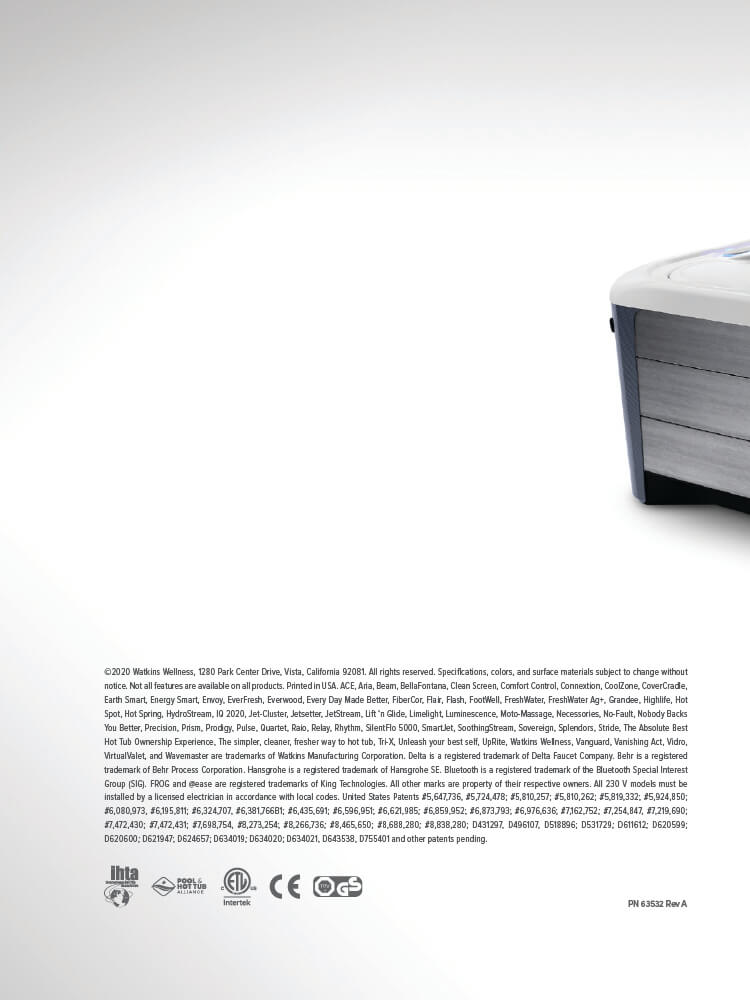 ©2020 Watkins Wellness, 1280 Park Center Drive, Vista, California 92081. All rights reserved. Specifications, colors, and surface materials subject to change without
notice. Not all features are available on all products. Printed in USA. ACE, Aria, Beam, BellaFontana, Clean Screen, Comfort Control, Connextion, CoolZone, CoverCradle,
Earth Smart, Energy Smart, Envoy, EverFresh, Everwood, Every Day Made Better, FiberCor, Flair, Flash, FootWell, FreshWater, FreshWater Ag+, Grandee, Highlife, Hot
Spot, Hot Spring, HydroStream, IQ 2020, Jet-Cluster, Jetsetter, JetStream, Lift 'n Glide, Limelight, Luminescence, Moto-Massage, Necessories, No-Fault, Nobody Backs
You Better, Precision, Prism, Prodigy, Pulse, Quartet, Raio, Relay, Rhythm, SilentFlo 5000, SmartJet, SoothingStream, Sovereign, Splendors, Stride, The Absolute Best
Hot Tub Ownership Experience, The simpler, cleaner, fresher way to hot tub, Tri-X, Unleash your best self, UpRite, Watkins Wellness, Vanguard, Vanishing Act, Vidro,
VirtualValet, and Wavemaster are trademarks of Watkins Manufacturing Corporation. Delta is a registered trademark of Delta Faucet Company. Behr is a registered
trademark of Behr Process Corporation. Hansgrohe is a registered trademark of Hansgrohe SE. Bluetooth is a registered trademark of the Bluetooth Special Interest
Group (SIG). FROG and @ease are registered trademarks of King Technologies. All other marks are property of their respective owners. All 230 V models must be
installed by a licensed electrician in accordance with local codes. United States Patents #5,647,736, #5,724,478; #5,810,257; #5,810,262; #5,819,332; #5,924,850;
#6,080,973, #6,195,811; #6,324,707, #6,381,766B1; #6,435,691; #6,596,951; #6,621,985; #6,859,952; #6,873,793; #6,976,636; #7,162,752; #7,254,847, #7,219,690;
#7,472,430; #7,472,431; #7,698,754, #8,273,254; #8,266,736; #8,465,650; #8,688,280; #8,838,280; D431297, D496107, D518896; D531729; D611612; D620599;
D620600; D621947; D624657; D634019; D634020; D634021, D643538, D755401 and other patents pending.
ihta
POOL &
HOT TUB
ALLIANCE
C ETL US
Intertek
CE
GS
PN 63532 Rev A